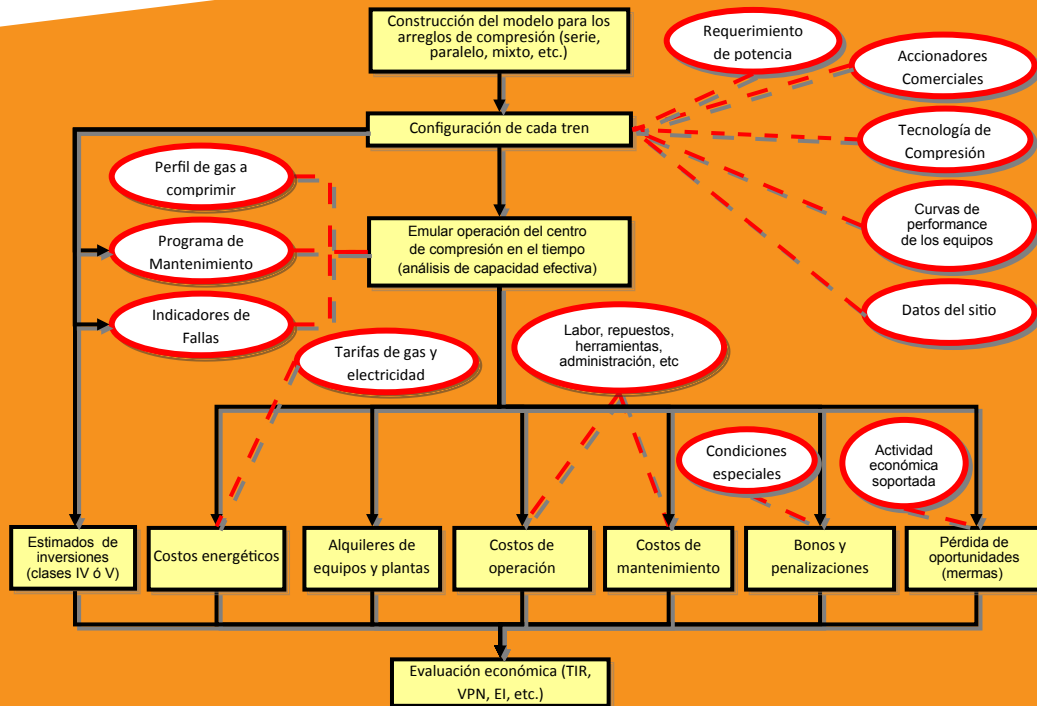 Construcción del modelo para los
arreglos de compresión (serie,
paralelo, mixto, etc.)
Requerimiento
de potencia
Accionadores
Comerciales
Configuración de cada tren
Tecnología de
Compresión
Perfil de gas a
comprimir
Emular operación del centro
de compresión en el tiempo
(análisis de capacidad efectiva)
Curvas de
performance
de los equipos
Programa de
Mantenimiento
Indicadores de
Fallas
Datos del sitio
Tarifas de gas y
electricidad
Labor, repuestos,
herramientas,
administración, etc
Condiciones
especiales
Actividad
económica
soportada
Estimados de
inversiones
(clases IV ó V)
Costos energéticos
Alquileres de
equipos y plantas
Costos de
operación
Costos de
mantenimiento
Bonos y
penalizaciones
Pérdida de
oportunidades
(mermas)
Evaluación económica (TIR,
VPN, EI, etc.)